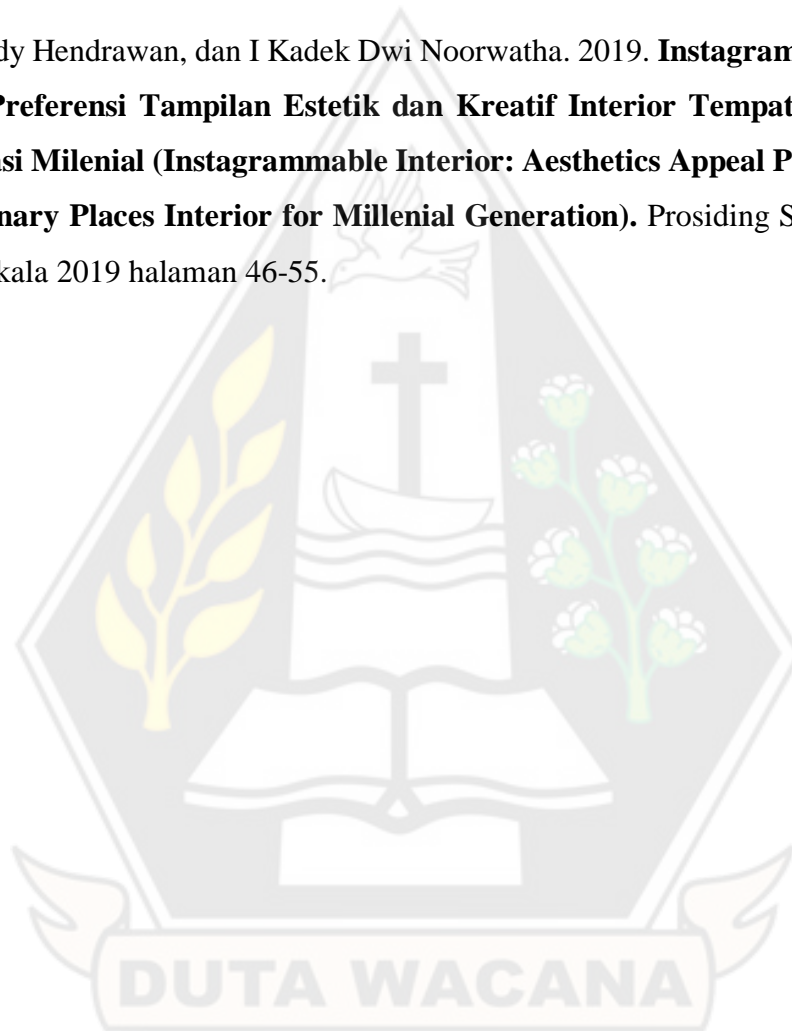 dy Hendrawan, dan I Kadek Dwi Noorwatha. 2019. Instagram
Preferensi Tampilan Estetik dan Kreatif Interior Tempat
asi Milenial (Instagrammable Interior: Aesthetics Appeal P
nary Places Interior for Millenial Generation). Prosiding S
kala 2019 halaman 46-55.
DUTA WACANA